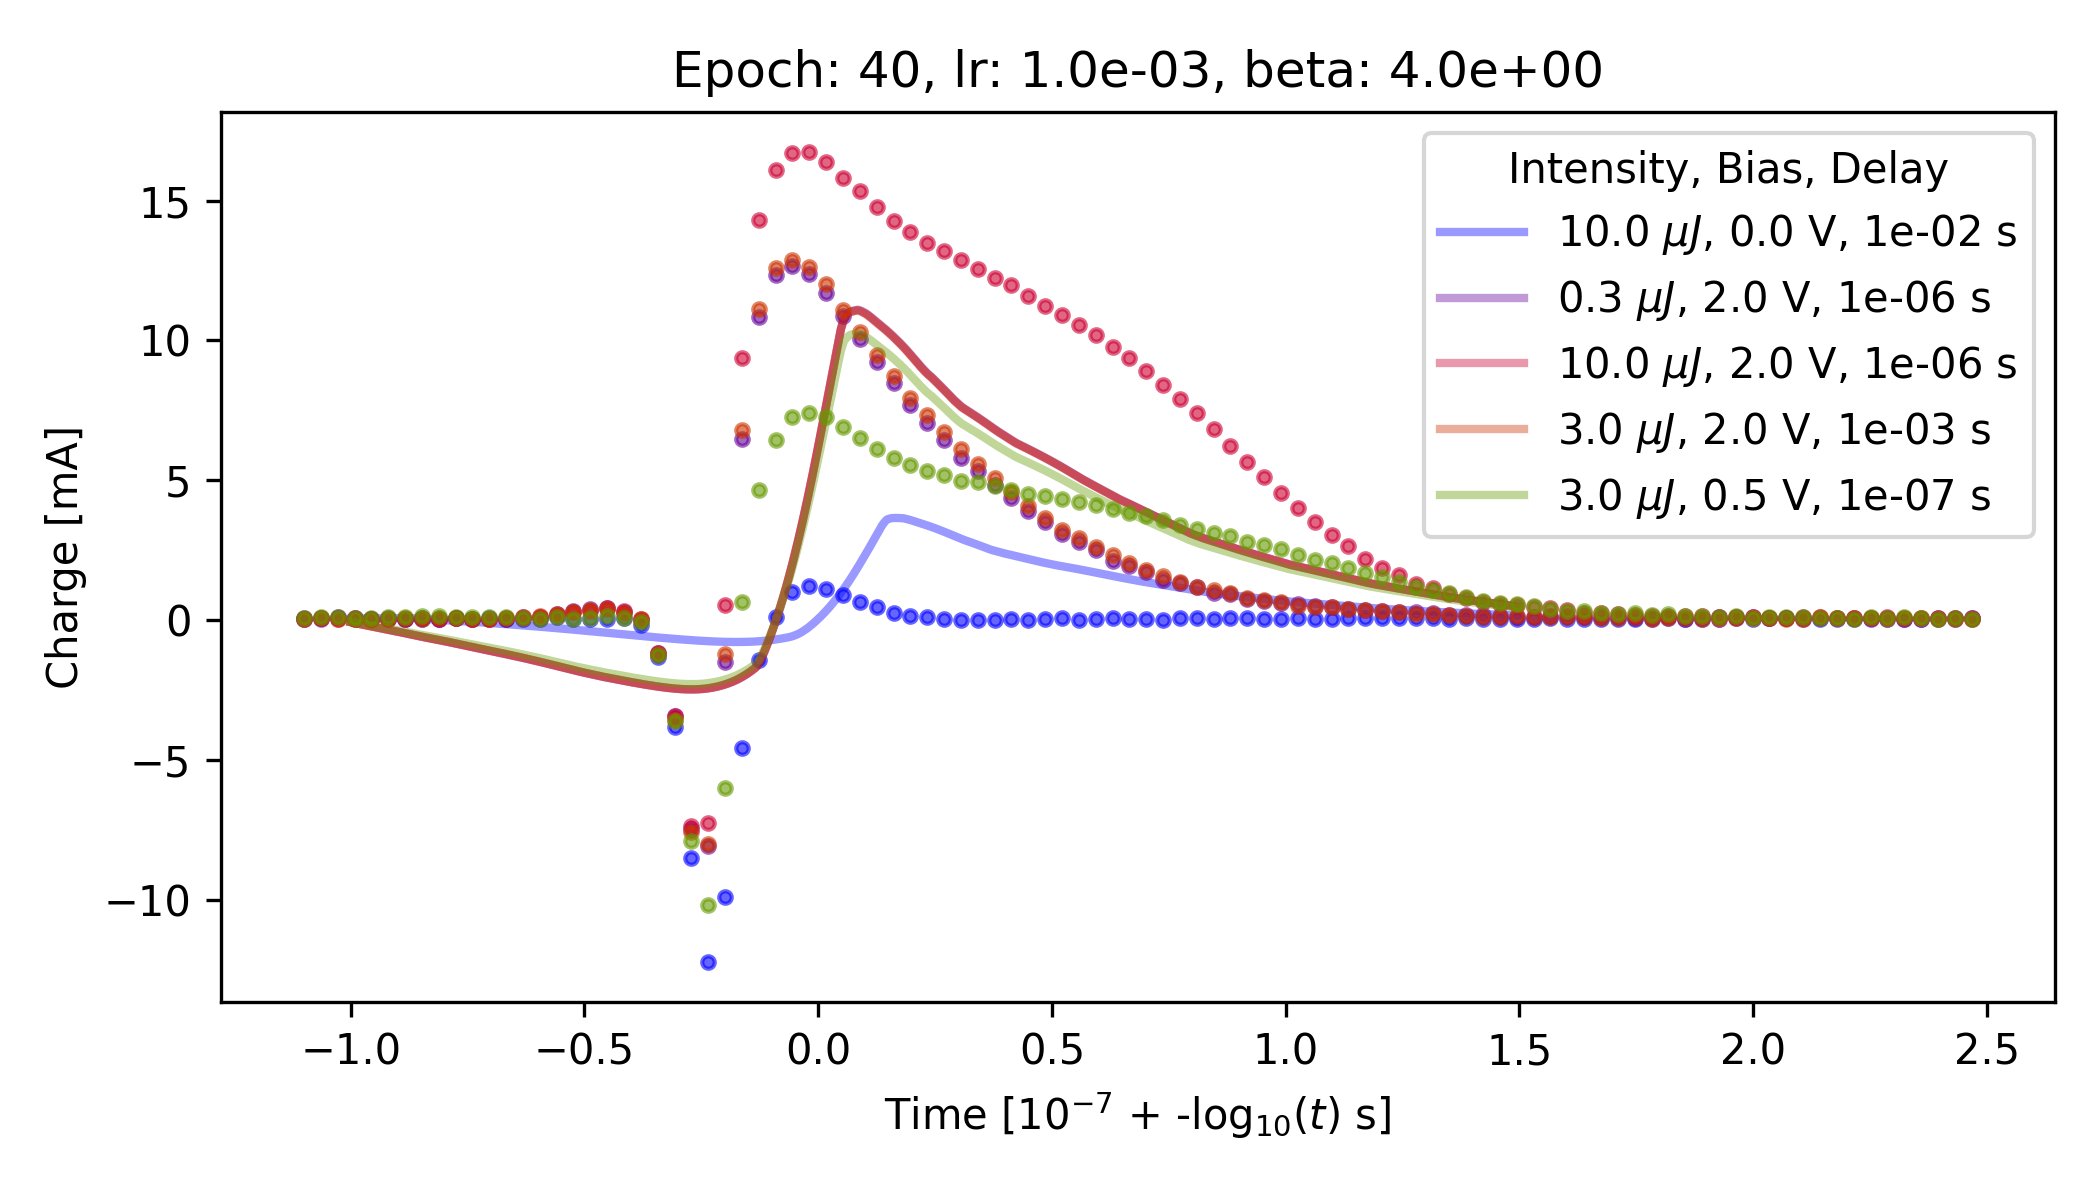 Epoch: 40, lr: 1.0e-03, beta: 4.0e+00
Charge [mA]
15
10
5
0
−5
−10
Intensity, Bias, Delay
10.0 μJ, 0.0 V, 1e-02 s
0.3 μJ, 2.0 V, 1e-06 s
10.0 μJ, 2.0 V, 1e-06 s
3.0 μJ, 2.0 V, 1e-03 s
3.0 μJ, 0.5 V, 1e-07 s
−1.0 −0.5 0.0 0.5 1.0 1.5 2.0 2.5
Time [10⁻⁷ + -log₁₀(t) s]